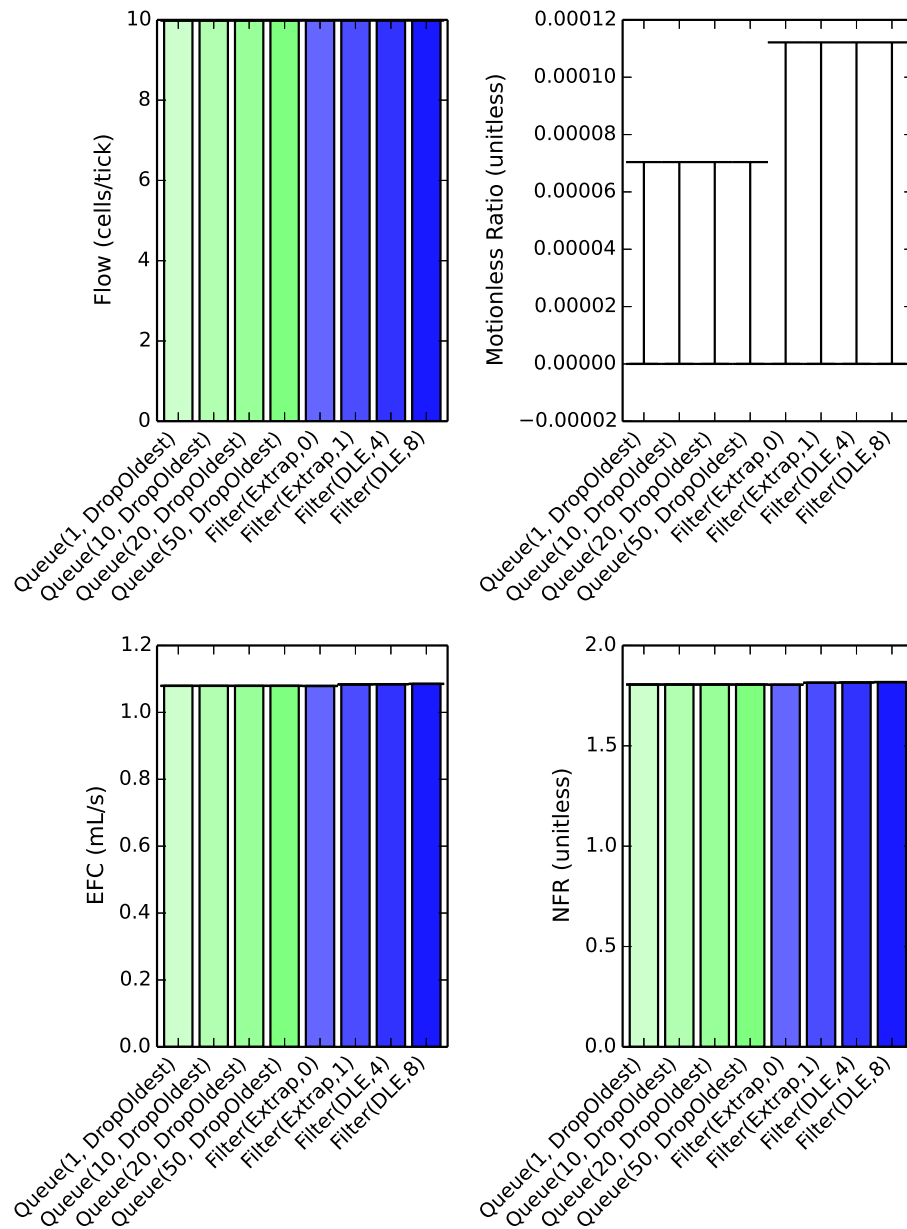 10
8
6
4
2
0
Flow (cells/tick)
Queue(1, DropOldest)
Queue(10, DropOldest)
Queue(20, DropOldest)
Queue(50, DropOldest)
Filter(Extrap,0)
Filter(Extrap,1)
Filter(DLE,4)
Filter(DLE,8)
0.00012
0.00010
0.00008
0.00006
0.00004
0.00002
0.00000
−0.00002
Motionless Ratio (unitless)
Queue(1, DropOldest)
Queue(10, DropOldest)
Queue(20, DropOldest)
Queue(50, DropOldest)
Filter(Extrap,0)
Filter(Extrap,1)
Filter(DLE,4)
Filter(DLE,8)
1.2
1.0
0.8
0.6
0.4
0.2
0.0
EFC (mL/s)
Queue(1, DropOldest)
Queue(10, DropOldest)
Queue(20, DropOldest)
Queue(50, DropOldest)
Filter(Extrap,0)
Filter(Extrap,1)
Filter(DLE,4)
Filter(DLE,8)
2.0
1.5
1.0
0.5
0.0
NFR (unitless)
Queue(1, DropOldest)
Queue(10, DropOldest)
Queue(20, DropOldest)
Queue(50, DropOldest)
Filter(Extrap,0)
Filter(Extrap,1)
Filter(DLE,4)
Filter(DLE,8)